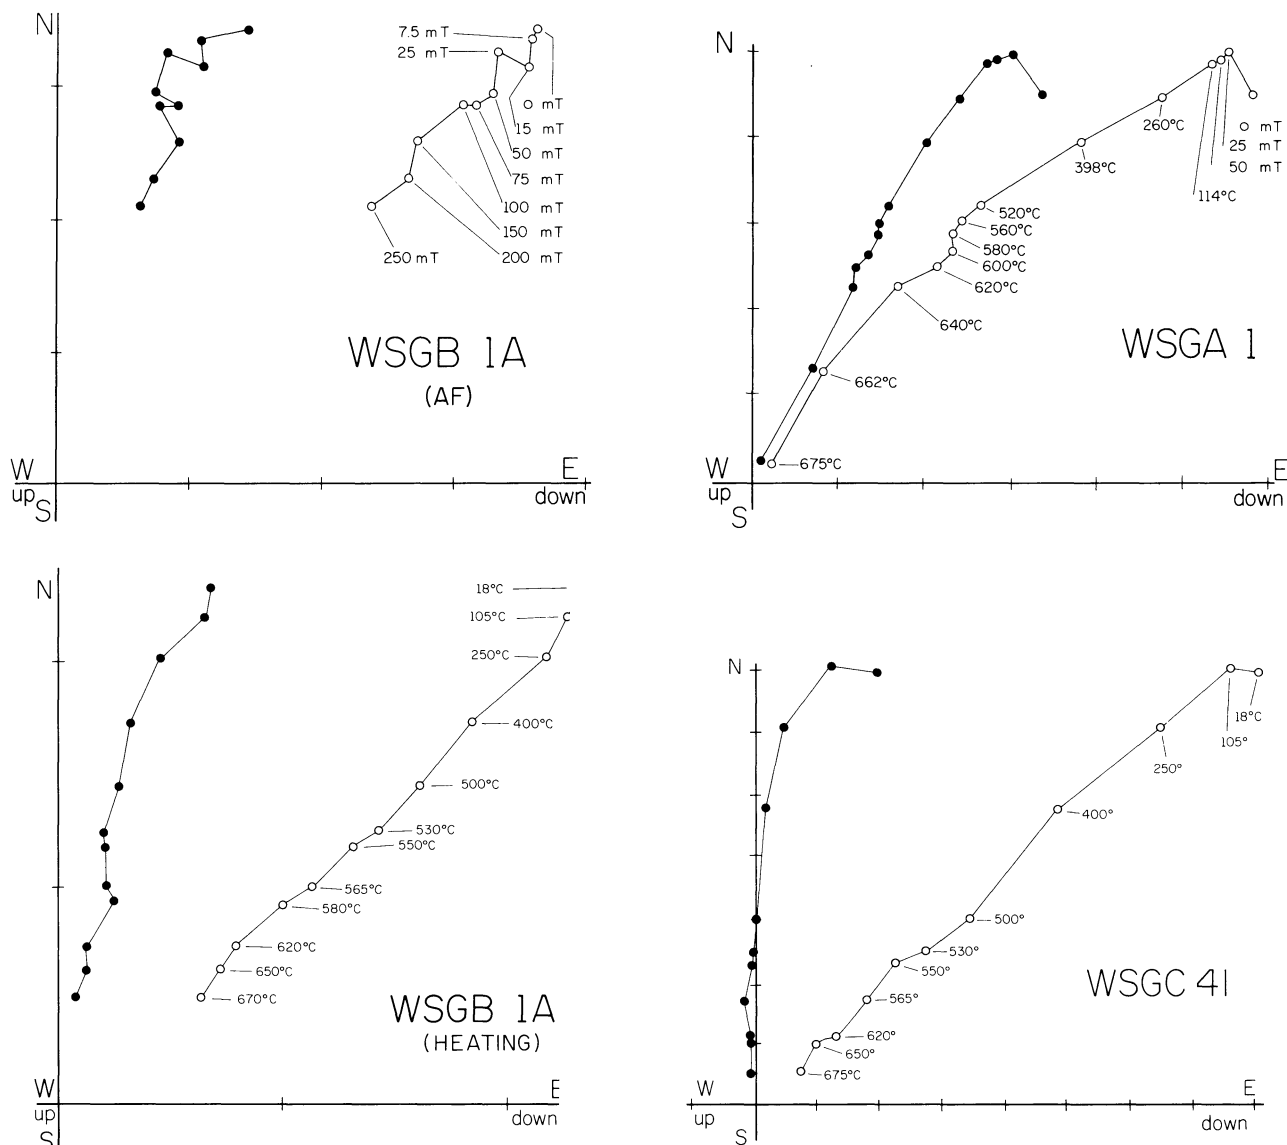 N
7.5 mT
25 mT
O mT
15 mT
50 mT
75 mT
100 mT
150 mT
200 mT
250 mT
WSGB 1A
(AF)
W
E
up
down
S
N
260°C
O mT
25 mT
50 mT
398°C
114°C
520°C
560°C
580°C
600°C
620°C
640°C
WSGA 1
662°C
675°C
W
E
up
down
S
N
18°C
105°C
250°C
400°C
500°C
530°C
550°C
565°C
580°C
620°C
650°C
670°C
WSGB 1A
(HEATING)
W
E
up
down
S
N
18°C
105°
250°
400°
500°
530°
550°
565°
WSGC 41
620°
650°
675°C
W
E
up
down
S